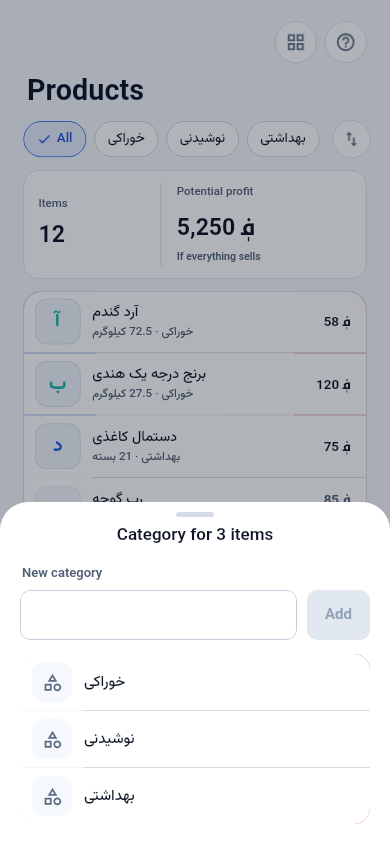 Products
All
خوراکی
نوشیدنی
بهداشتی
Items
12
Potential profit
5,250 ؋
If everything sells
آ
آرد گندم
خوراکی · 72.5 کیلوگرم
58 ؋
ب
برنج درجه یک هندی
خوراکی · 27.5 کیلوگرم
120 ؋
د
دستمال کاغذی
بهداشتی · 21 بسته
75 ؋
رب گوجه
85 ؋
Category for 3 items
New category
Add
خوراکی
نوشیدنی
بهداشتی